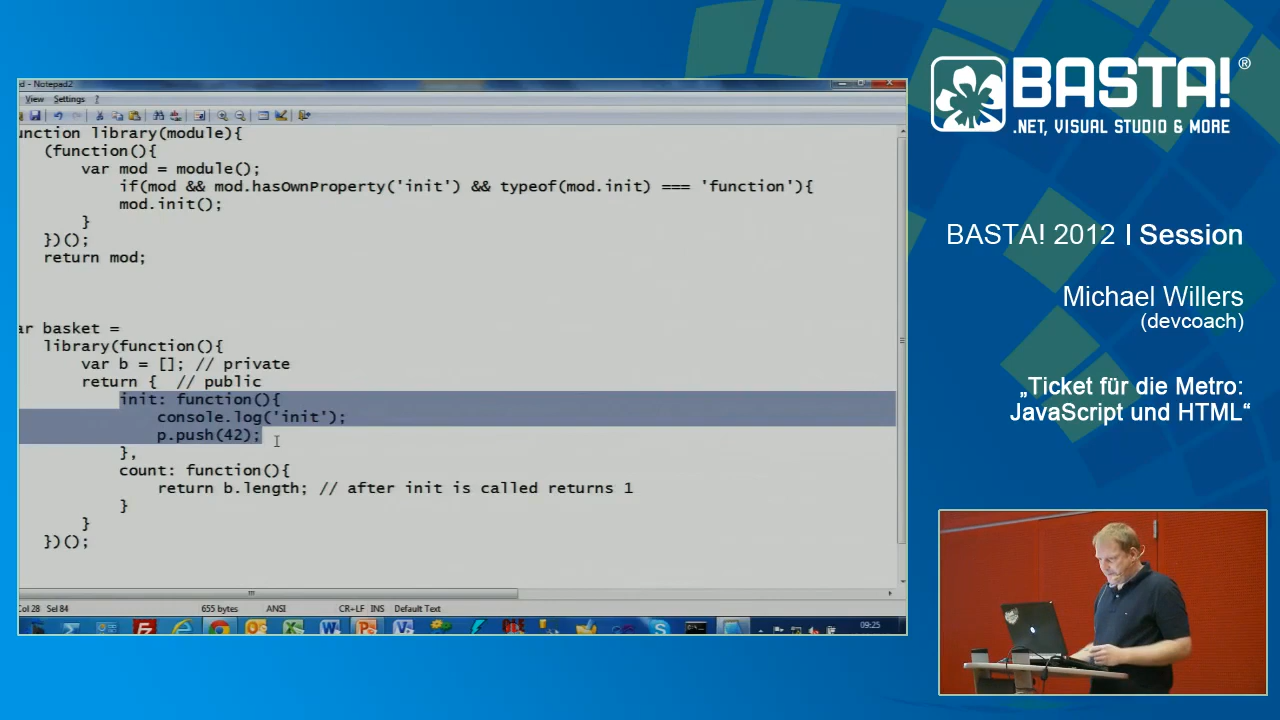 d - Notepad2
View Settings ?
unction library(module){
(function(){
var mod = module();
if(mod && mod.hasOwnProperty('init') && typeof(mod.init) === 'function'){
mod.init();
}
})();
return mod;
ar basket =
library(function(){
var b = []; // private
return { // public
init: function(){
console.log('init');
p.push(42);
},
count: function(){
return b.length; // after init is called returns 1
}
}
})();
Col 28 Sel 84 655 bytes ANSI CR+LF INS Default Text
09:25
BASTA!®
.NET, VISUAL STUDIO & MORE
BASTA! 2012 I Session
Michael Willers
(devcoach)
„Ticket für die Metro:
JavaScript und HTML“